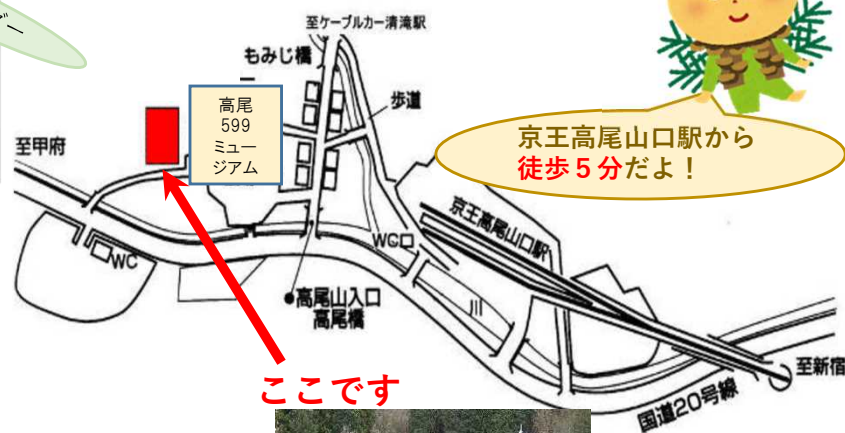 至ケーブルカー清滝駅
もみじ橋
歩道
高尾
599
ミュー
ジアム
至甲府
京王高尾山口駅から
徒歩５分だよ！
京王高尾山口駅
WC
WC
高尾山入口
高尾橋
川
ここです
至新宿
国道20号線